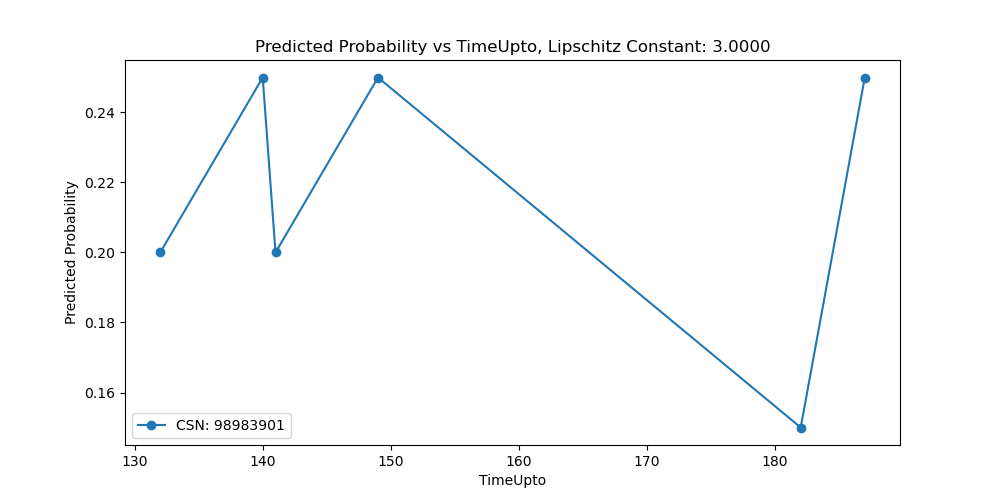 Predicted Probability vs TimeUpto, Lipschitz Constant: 3.0000
Predicted Probability
0.24
0.22
0.20
0.18
0.16
CSN: 98983901
130 140 150 160 170 180
TimeUpto